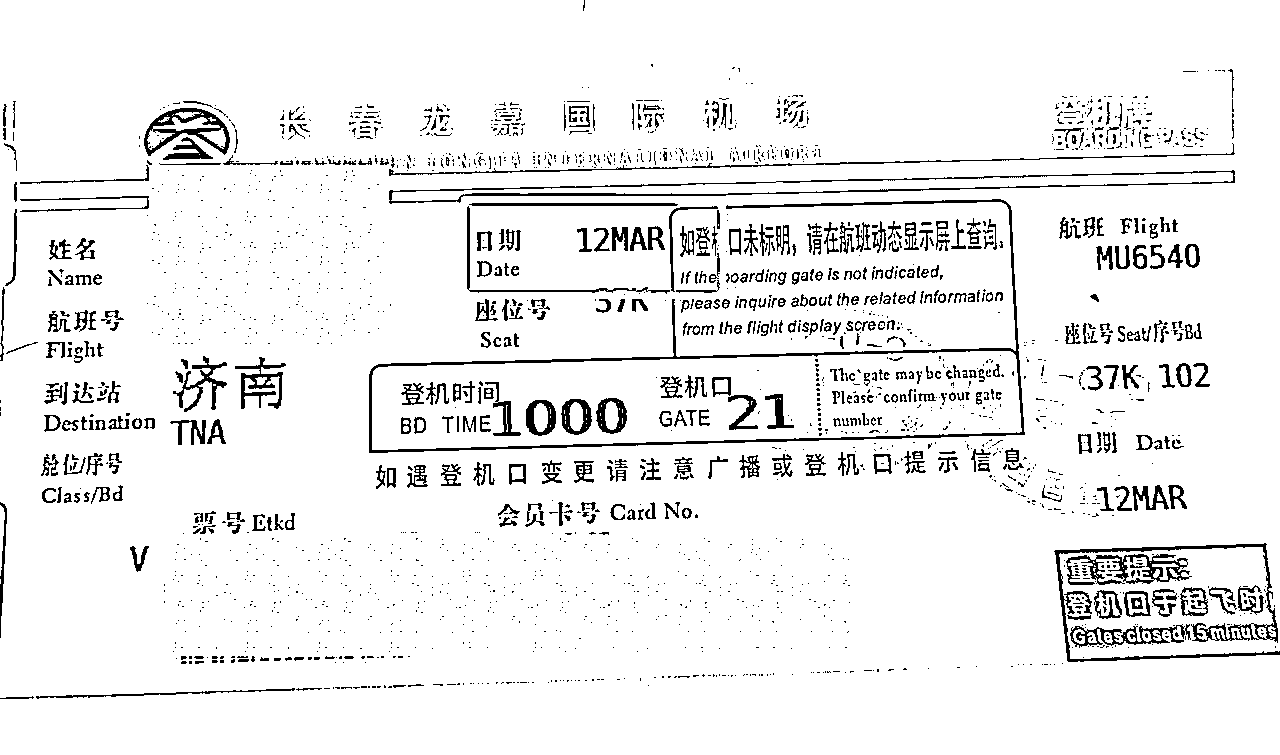 长春龙嘉国际机场
登机牌
BOARDING PASS
姓名
Name
日期 12MAR
Date
如登机口未标明，请在航班动态显示屏上查询。
If the boarding gate is not indicated,
please inquire about the related information
from the flight display screen.
航班 Flight
MU6540
航班号
Flight
座位号 37K
Seat
座位号 Seat/序号Bd
37K 102
到达站 济南
Destination TNA
登机时间
BD TIME 1000
登机口
GATE 21
The gate may be changed.
Please confirm your gate
number
日期 Date
12MAR
舱位/序号
Class/Bd
V
如遇登机口变更请注意广播或登机口提示信息
票号 Etkd
会员卡号 Card No.
重要提示:
登机口于起飞时
Gates closed 15 minutes